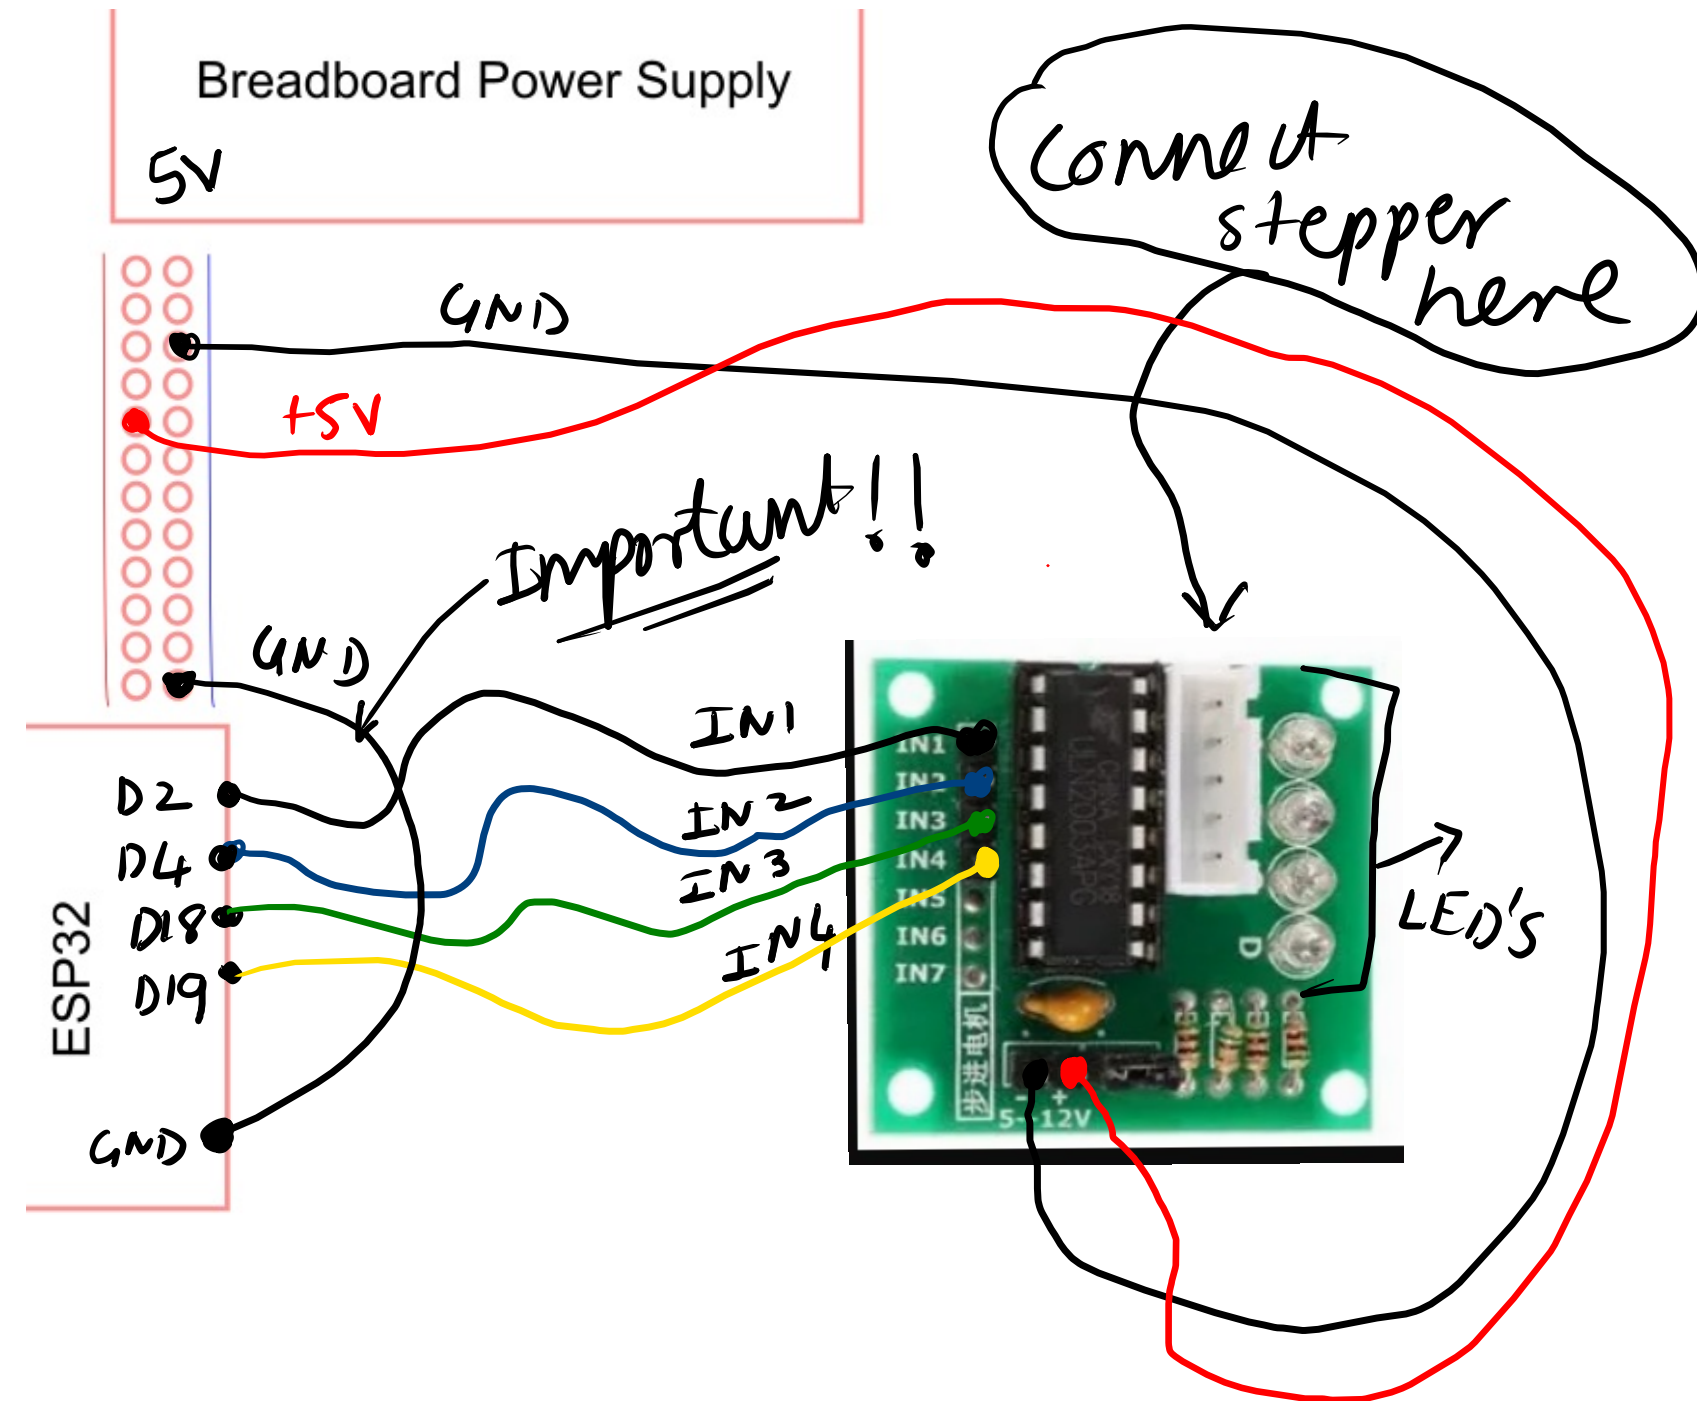 Breadboard Power Supply
5V
Connect
stepper
here
GND
+5V
Important!!
GND
IN1
D2
IN2
D4
IN3
D18
IN4
D19
ESP32
GND
IN1
IN2
IN3
IN4
IN5
IN6
IN7
步进电机
ULN2003APG
CHINA
D
- +
5-12V
LED'S